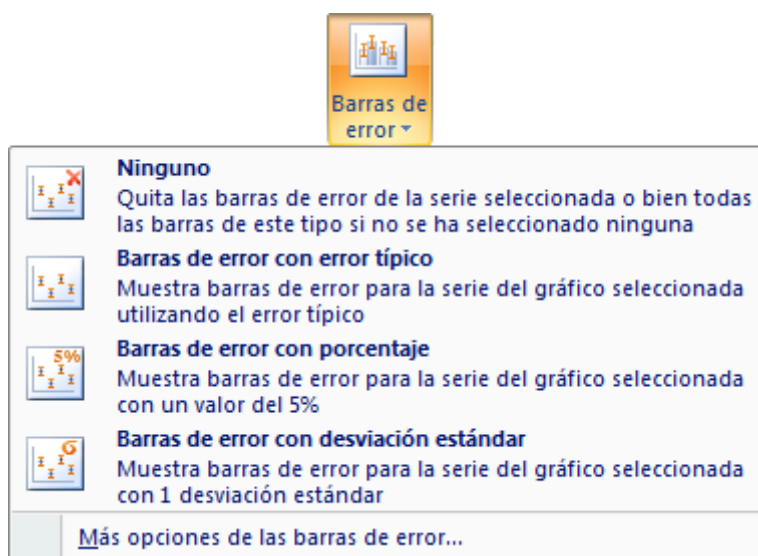 Barras de
error
Ninguno
Quita las barras de error de la serie seleccionada o bien todas
las barras de este tipo si no se ha seleccionado ninguna
Barras de error con error típico
Muestra barras de error para la serie del gráfico seleccionada
utilizando el error típico
5%
Barras de error con porcentaje
Muestra barras de error para la serie del gráfico seleccionada
con un valor del 5%
σ
Barras de error con desviación estándar
Muestra barras de error para la serie del gráfico seleccionada
con 1 desviación estándar
Más opciones de las barras de error...